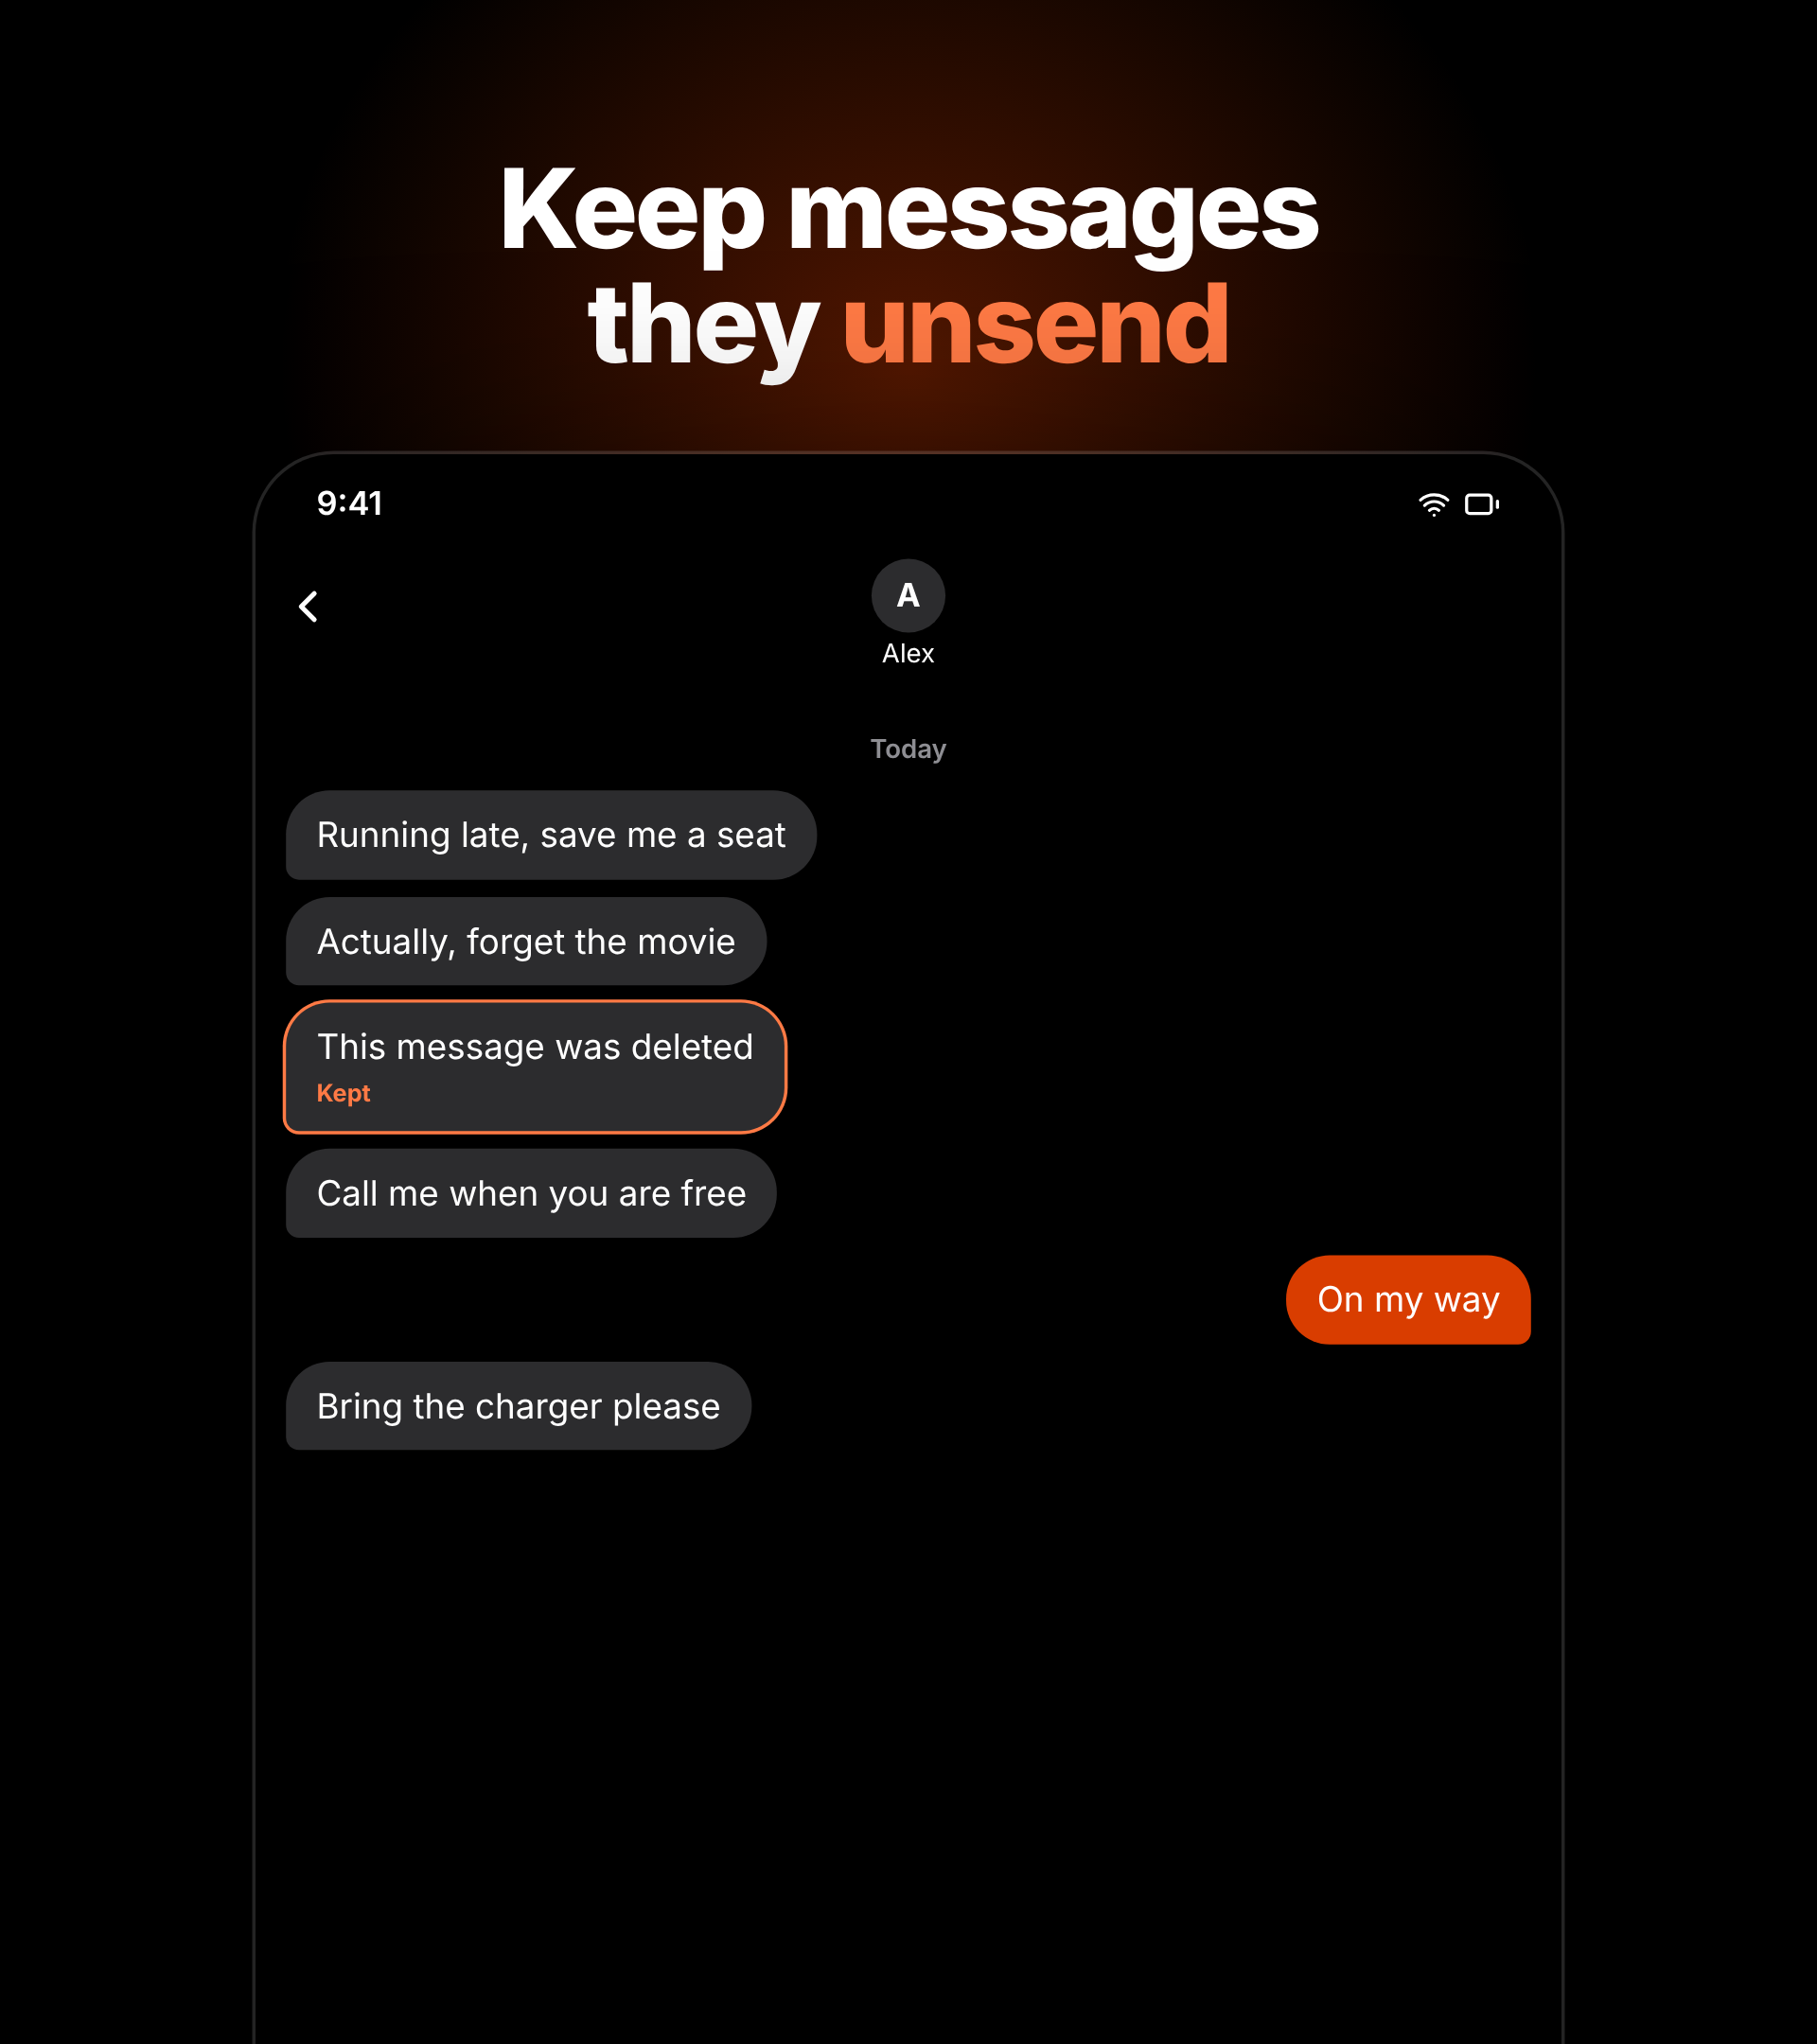 Keep messages
they unsend
9:41
A
Alex
Today
Running late, save me a seat
Actually, forget the movie
This message was deleted
Kept
Call me when you are free
On my way
Bring the charger please